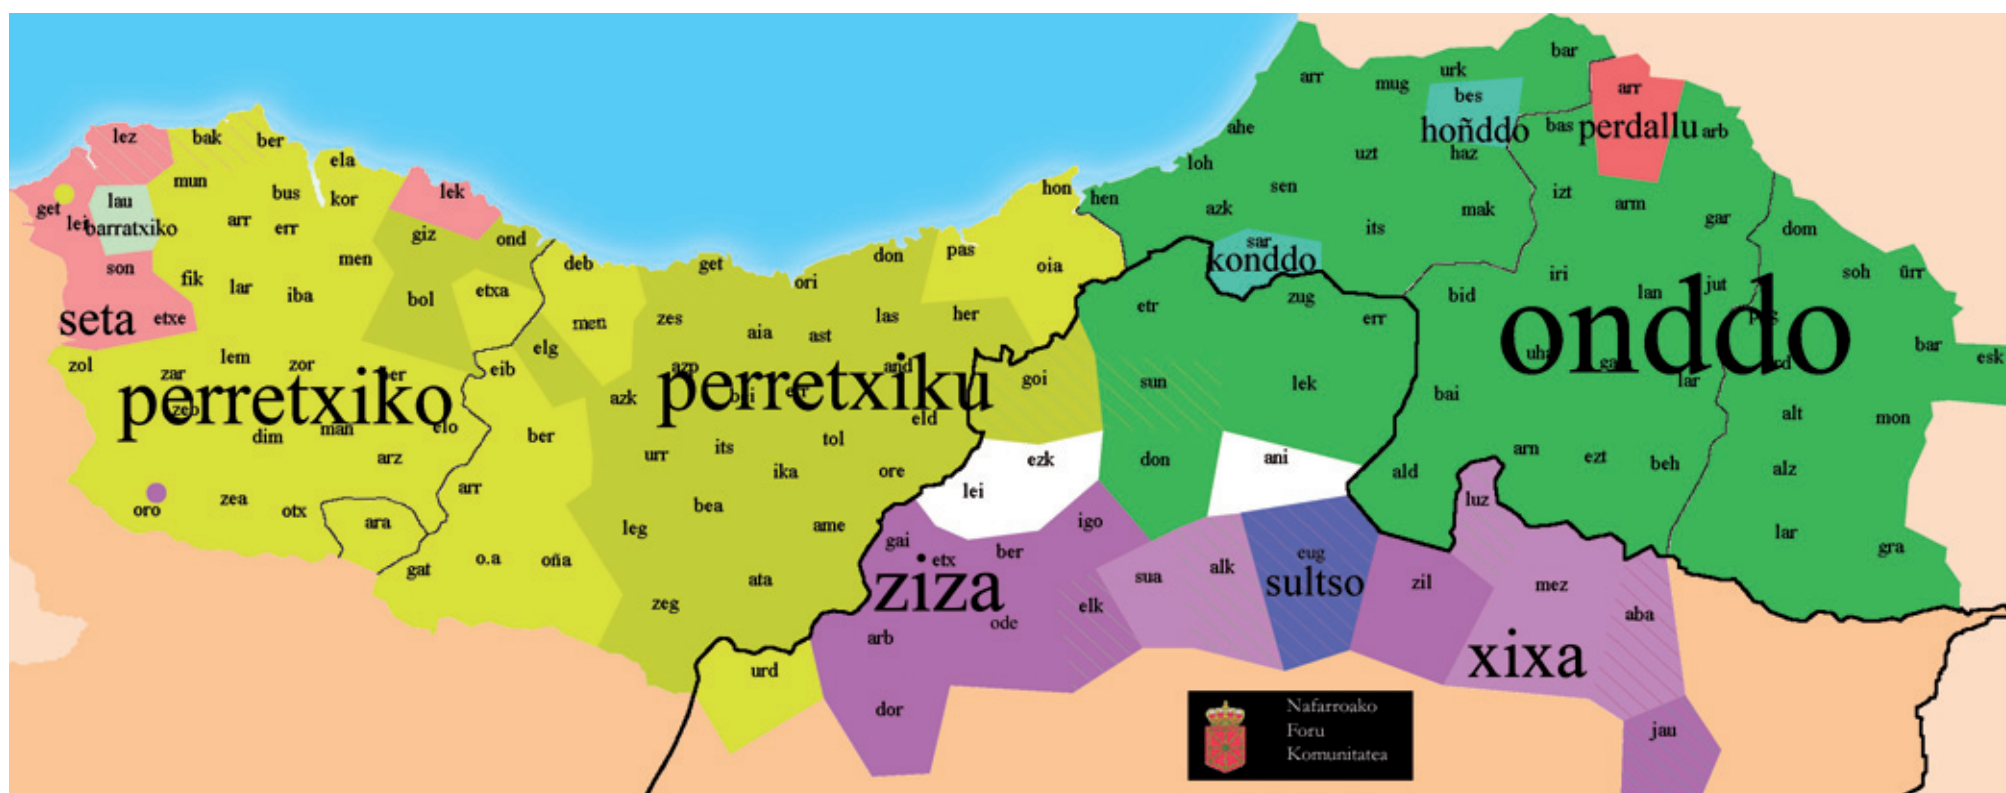 bar
arr
mug
urk
arr
bes
lez
bak
ber
ahe
hoñddo
bas
perdallu
arb
ela
loh
uzt
haz
mun
bus
kor
lek
hon
hen
sen
izt
get
lau
lei
barratxiko
arr
err
azk
mak
arm
gar
giz
ond
its
dom
son
fik
men
deb
get
don
pas
oia
sar
konddo
lar
iba
bol
etxa
ori
zug
bid
iri
lan
jut
soh
ürr
seta
etxe
men
zes
aia
ast
las
her
etr
err
onddo
zol
zar
lem
zor
elg
eib
goi
sun
lek
bai
lar
bar
esk
perretxiko
perretxiku
azk
azp
eld
alt
mon
dim
man
elo
ber
its
tol
arz
urr
ika
ore
ezk
don
ani
ald
arn
ezt
beh
alz
oro
zea
otx
ara
arr
bea
leg
ame
lei
igo
luz
lar
gra
gat
o.a
oña
ata
zeg
gai
etx
ber
ziza
ode
arb
elk
sua
alk
eug
sultso
zil
mez
aba
xixa
urd
dor
jau
Nafarroako
Foru
Komunitatea